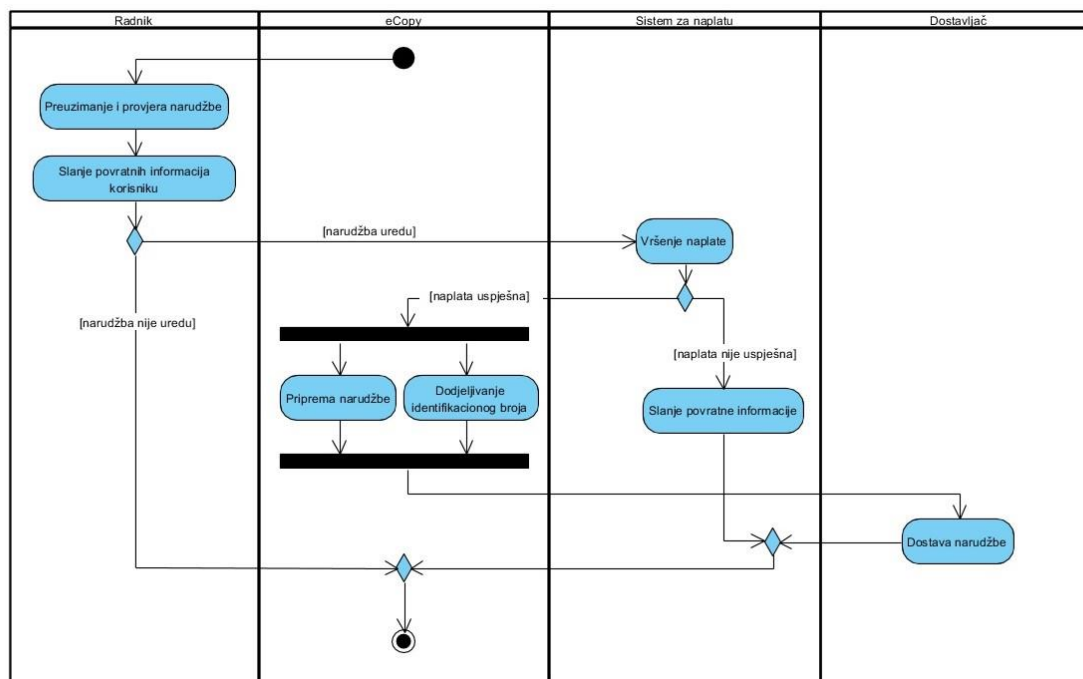 Radnik
eCopy
Sistem za naplatu
Dostavljač
Preuzimanje i provjera narudžbe
Slanje povratnih informacija
korisniku
[narudžba uredu]
Vršenje naplate
[naplata uspješna]
[narudžba nije uredu]
[naplata nije uspješna]
Priprema narudžbe
Dodjeljivanje
identifikacionog broja
Slanje povratne informacije
Dostava narudžbe